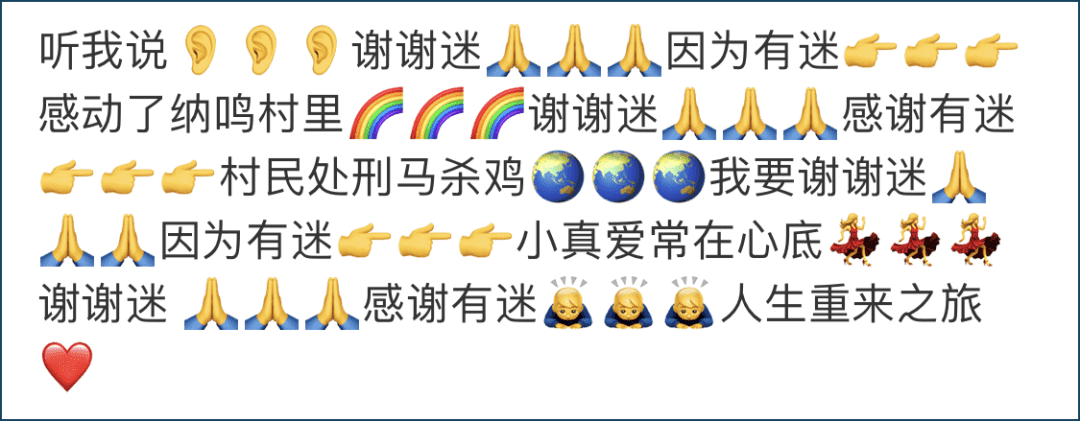 听我说👂👂👂谢谢迷🙏🙏🙏因为有迷👉👉👉
感动了纳鸣村里🌈🌈🌈谢谢迷🙏🙏🙏感谢有迷
👉👉👉村民处刑马杀鸡🌏🌏🌏我要谢谢迷🙏
🙏🙏因为有迷👉👉👉小真爱常在心底💃💃💃
谢谢迷 🙏🙏🙏感谢有迷🙇🙇🙇人生重来之旅
❤️